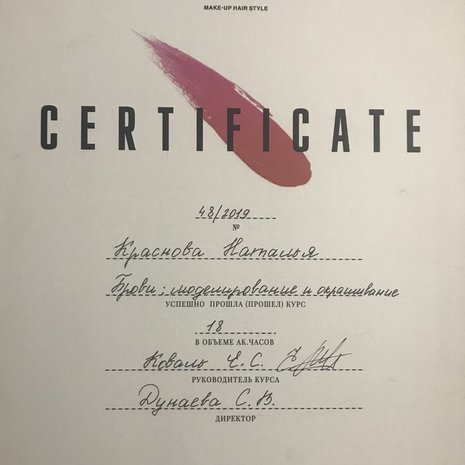 MAKE-UP HAIR STYLE
CERTIFICATE
48/2019
№
Краснова Наталья
Брови: моделирование и окрашивание
УСПЕШНО ПРОШЛА (ПРОШЕЛ) КУРС
18
В ОБЪЕМЕ АК.ЧАСОВ
Коваль Е.С.
РУКОВОДИТЕЛЬ КУРСА
Дунаева С.В.
ДИРЕКТОР